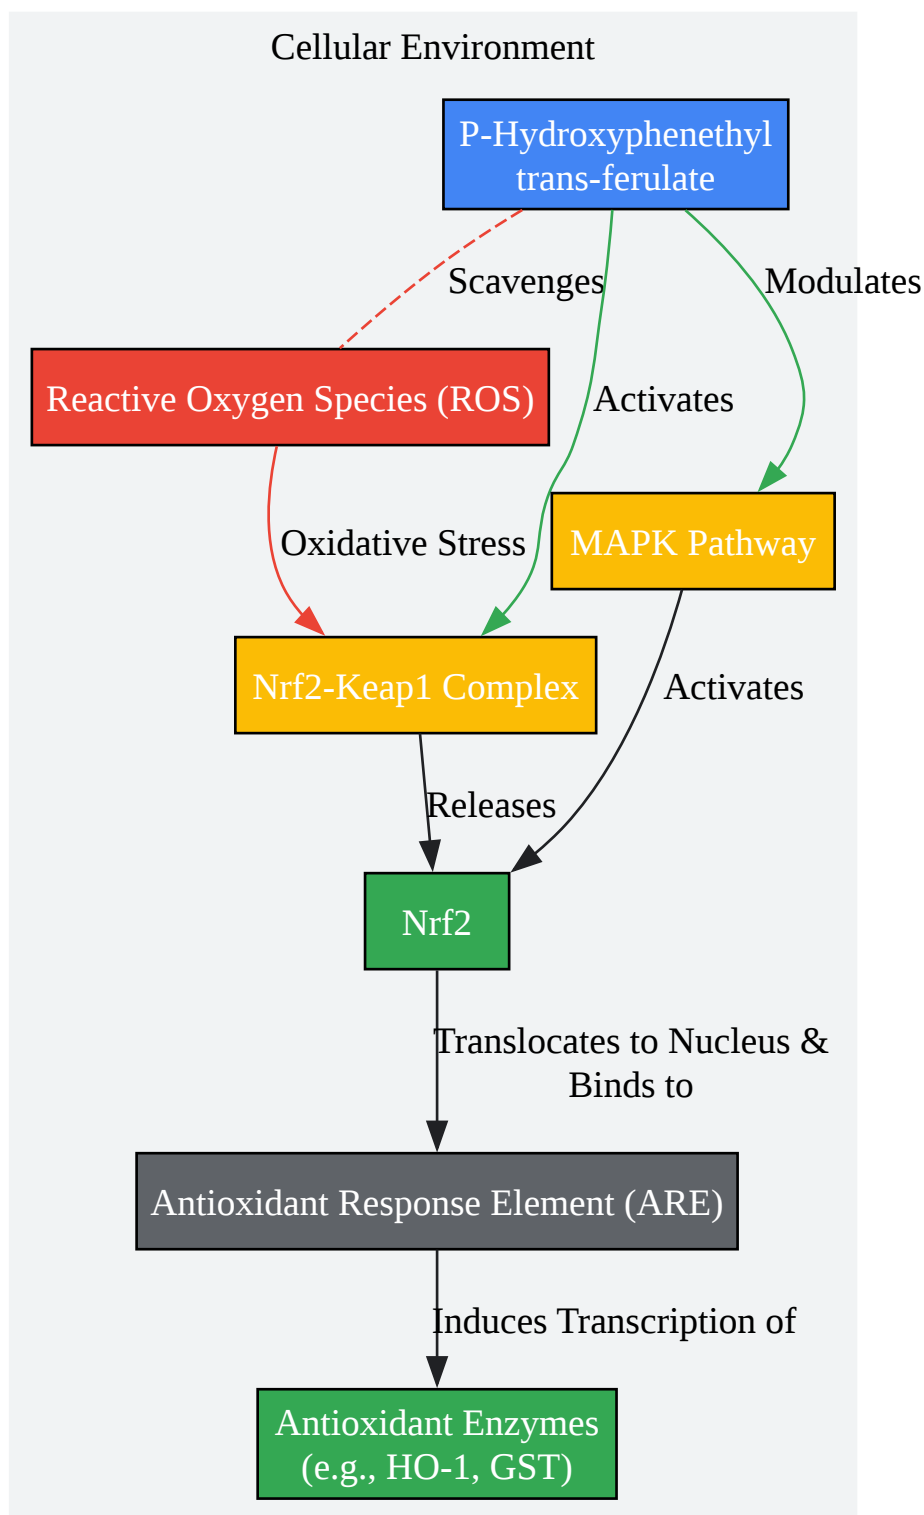 Cellular Environment
P-Hydroxyphenethyl
trans-ferulate
Scavenges
Modulates
Reactive Oxygen Species (ROS)
Activates
Oxidative Stress
MAPK Pathway
Nrf2-Keap1 Complex
Activates
Releases
Nrf2
Translocates to Nucleus &
Binds to
Antioxidant Response Element (ARE)
Induces Transcription of
Antioxidant Enzymes
(e.g., HO-1, GST)